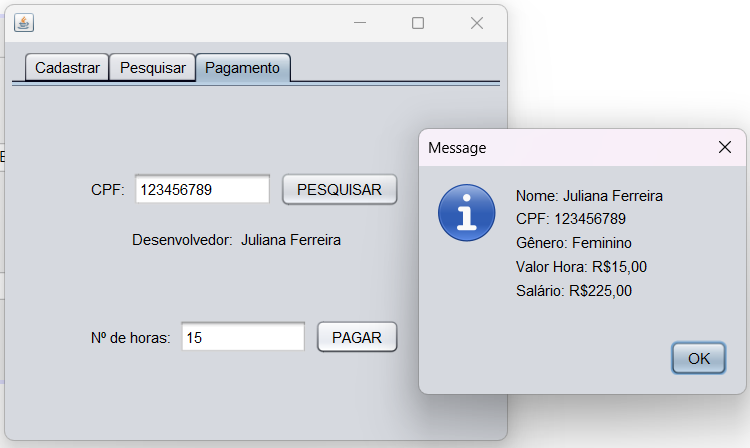 Cadastrar Pesquisar Pagamento
CPF: 123456789 PESQUISAR
Desenvolvedor: Juliana Ferreira
Nº de horas: 15 PAGAR
Message
Nome: Juliana Ferreira
CPF: 123456789
Gênero: Feminino
Valor Hora: R$15,00
Salário: R$225,00
OK